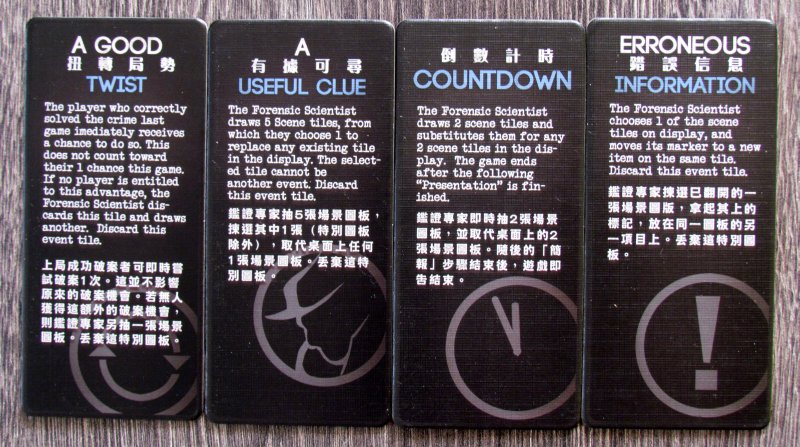 A GOOD
扭轉局勢
TWIST
The player who correctly
solved the crime last
game imediately receives
a chance to do so. This
does not count toward
their 1 chance this game.
If no player is entitled
to this advantage, the
Forensic Scientist dis-
cards this tile and draws
another. Discard this
event tile.
上局成功破案者可即時嘗
試破案1次。這並不影響
原來的破案機會。若無人
獲得這額外的破案機會，
則鑑證專家另抽一張場景
圖板。丟棄這特別圖板。
A
有據可尋
USEFUL CLUE
The Forensic Scientist
draws 5 Scene tiles, from
which they choose 1 to
replace any existing tile
in the display. The select-
ed tile cannot be
another event. Discard
this event tile.
鑑證專家抽5張場景圖板，
揀選其中1張（特別圖板
除外），取代桌面上任何
1張場景圖板。丟棄這特
別圖板。
倒數計時
COUNTDOWN
The Forensic Scientist
draws 2 scene tiles and
substitutes them for any
2 scene tiles in the dis-
play. The game ends
after the following
"Presentation" is fin-
ished.
鑑證專家即時抽2張場景
圖板，並取代桌面上的2
張場景圖板。隨後的「簡
報」步驟結束後，遊戲即
告結束。
ERRONEOUS
錯誤信息
INFORMATION
The Forensic Scientist
chooses 1 of the scene
tiles on display, and
moves its marker to a new
item on the same tile.
Discard this event tile.
鑑證專家揀選已翻開的一
張場景圖版，拿起其上的
標記，放在同一圖板的另
一項目上。丟棄這特別圖
板。